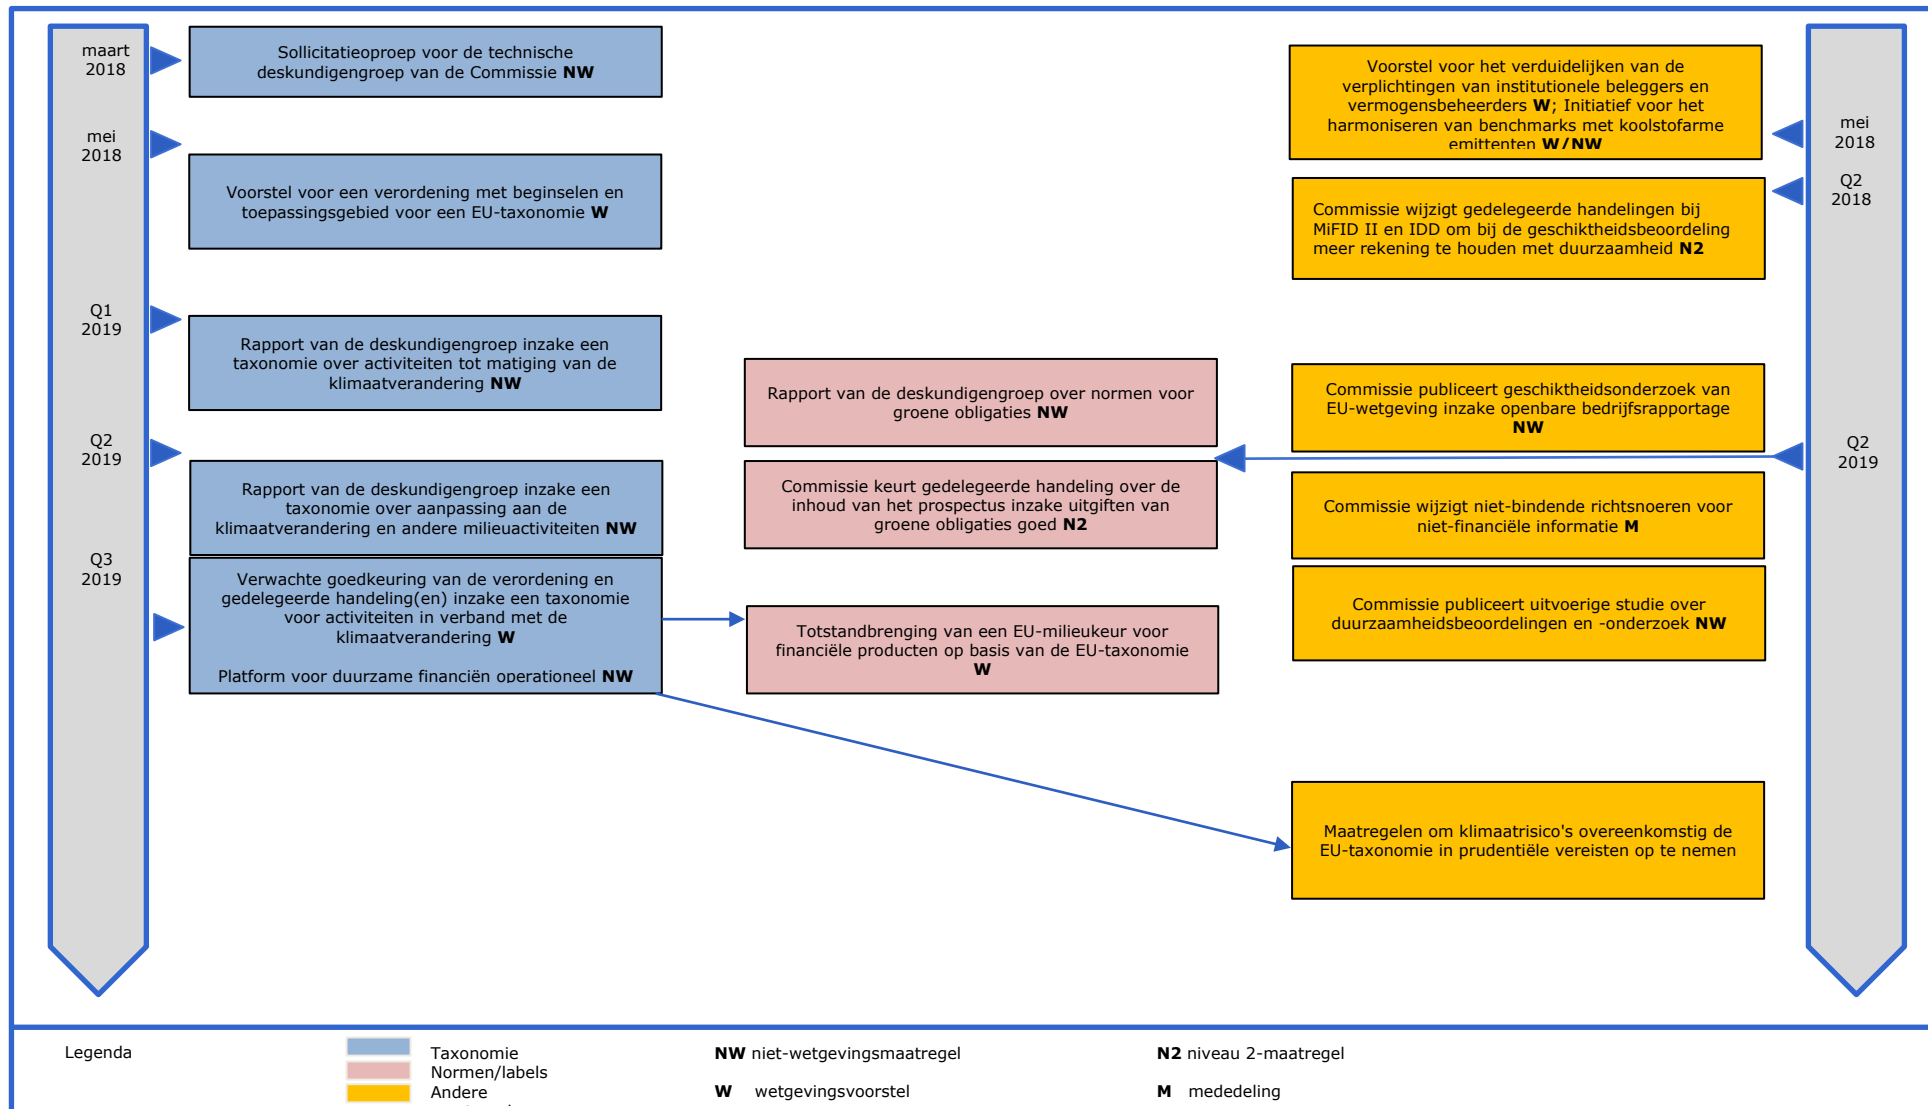 maart
2018
Sollicitatieoproep voor de technische
deskundigengroep van de Commissie NW
mei
2018
Voorstel voor een verordening met beginselen en
toepassingsgebied voor een EU-taxonomie W
Q1
2019
Rapport van de deskundigengroep inzake een
taxonomie over activiteiten tot matiging van de
klimaatverandering NW
Q2
2019
Rapport van de deskundigengroep inzake een
taxonomie over aanpassing aan de
klimaatverandering en andere milieuactiviteiten NW
Q3
2019
Verwachte goedkeuring van de verordening en
gedelegeerde handeling(en) inzake een taxonomie
voor activiteiten in verband met de
klimaatverandering W
Platform voor duurzame financiën operationeel NW
Rapport van de deskundigengroep over normen voor
groene obligaties NW
Commissie keurt gedelegeerde handeling over de
inhoud van het prospectus inzake uitgiften van
groene obligaties goed N2
Totstandbrenging van een EU-milieukeur voor
financiële producten op basis van de EU-taxonomie
W
Voorstel voor het verduidelijken van de
verplichtingen van institutionele beleggers en
vermogensbeheerders W; Initiatief voor het
harmoniseren van benchmarks met koolstofarme
emittenten W/NW
mei
2018
Q2
2018
Commissie wijzigt gedelegeerde handelingen bij
MiFID II en IDD om bij de geschiktheidsbeoordeling
meer rekening te houden met duurzaamheid N2
Commissie publiceert geschiktheidsonderzoek van
EU-wetgeving inzake openbare bedrijfsrapportage
NW
Q2
2019
Commissie wijzigt niet-bindende richtsnoeren voor
niet-financiële informatie M
Commissie publiceert uitvoerige studie over
duurzaamheidsbeoordelingen en -onderzoek NW
Maatregelen om klimaatrisico's overeenkomstig de
EU-taxonomie in prudentiële vereisten op te nemen
Legenda
Taxonomie
Normen/labels
Andere
NW niet-wetgevingsmaatregel
W wetgevingsvoorstel
N2 niveau 2-maatregel
M mededeling